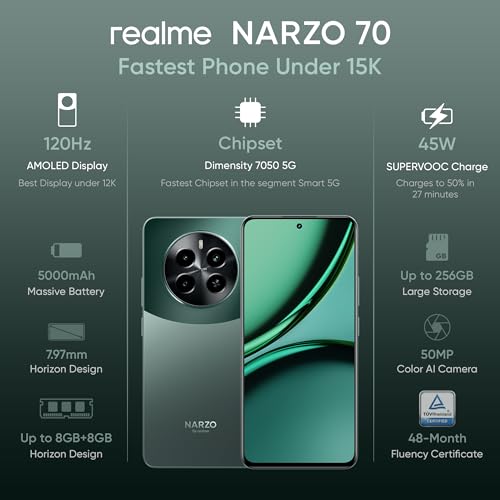 realme NARZO 70
Fastest Phone Under 15K
120Hz
AMOLED Display
Best Display under 12K
Chipset
Dimensity 7050 5G
Fastest Chipset in the segment Smart 5G
45W
SUPERVOOC Charge
Charges to 50% in
27 minutes
5000mAh
Massive Battery
7.97mm
Horizon Design
Up to 8GB+8GB
Horizon Design
NARZO
GB
Up to 256GB
Large Storage
50MP
Color AI Camera
TÜVRheinland
CERTIFIED
48-Month
Fluency Certificate